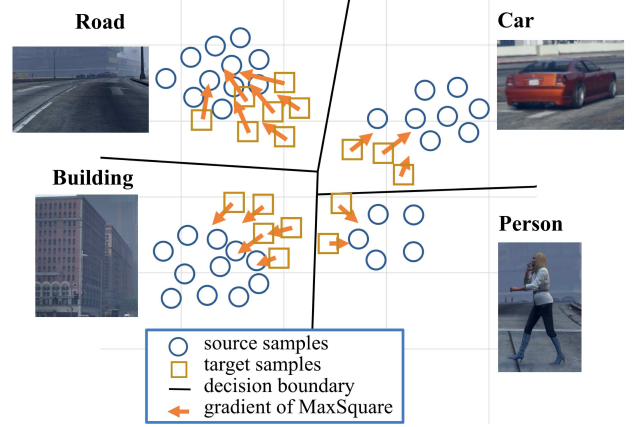 Road
Car
Building
Person
source samples
target samples
decision boundary
gradient of MaxSquare